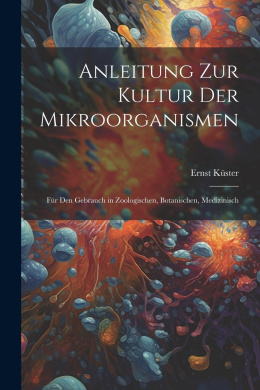 Anleitung Zur
Kultur Der
Mikroorganismen
Ernst Küster
Für Den Gebrauch in Zoologischen, Botanischen, Medizinisch